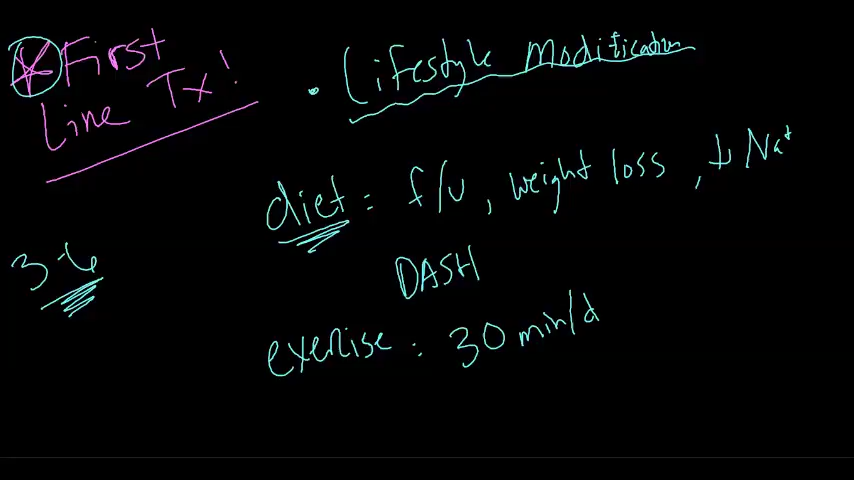 First
Line Tx!
• Lifestyle Modification
diet : f/v, weight loss, ↓ Na+
3-6
DASH
exercise : 30 min/d